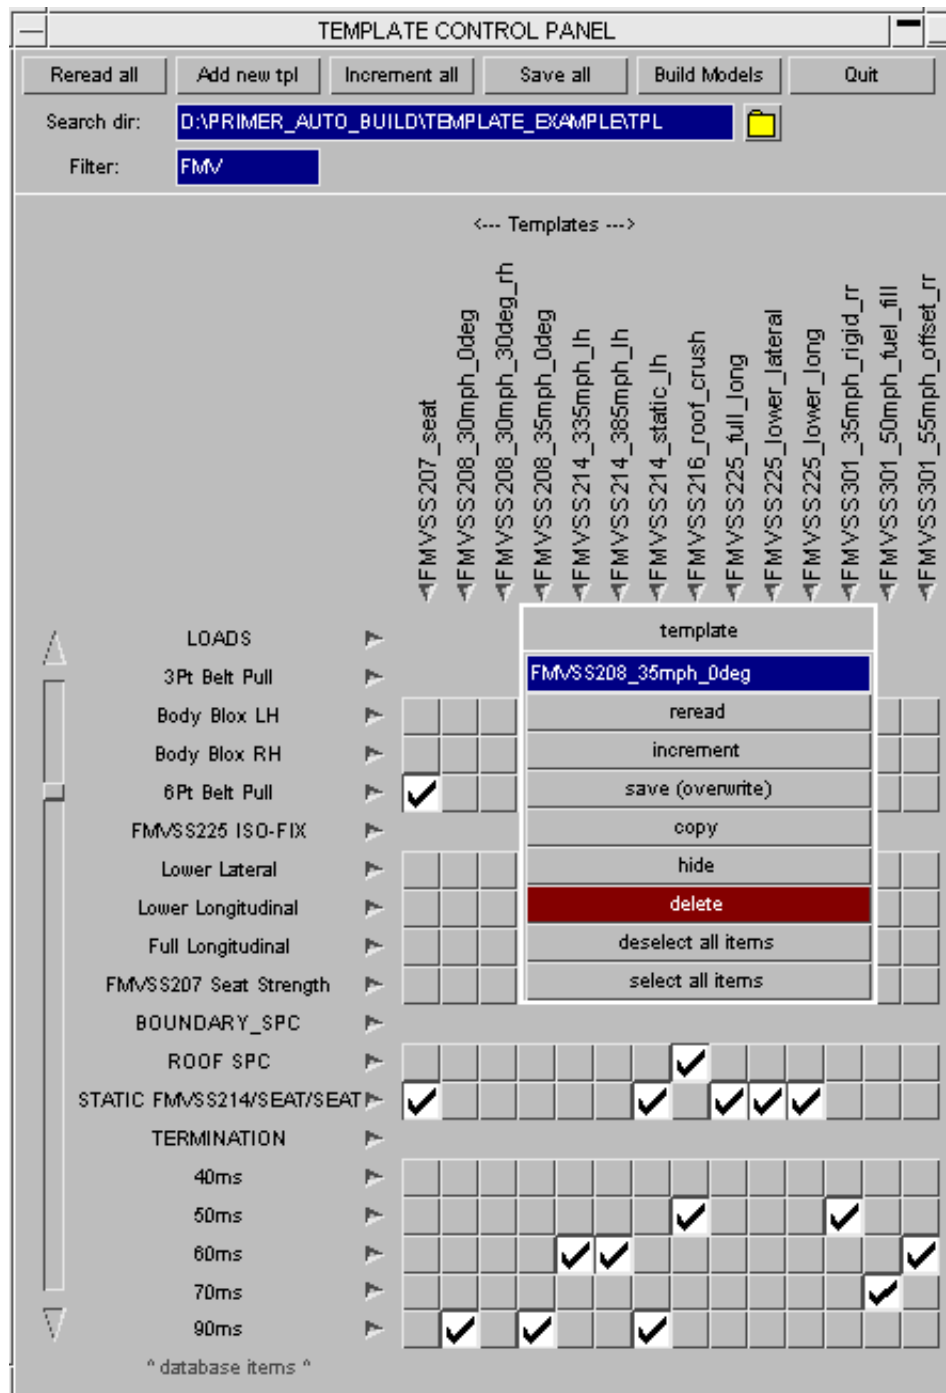 TEMPLATE CONTROL PANEL
Reread all Add new tpl Increment all Save all Build Models Quit
Search dir: D:\PRIMER_AUTO_BUILD\TEMPLATE_EXAMPLE\TPL
Filter: FMV
<--- Templates --->
FMVSS207_seat
FMVSS208_30mph_0deg
FMVSS208_30mph_30deg_rh
FMVSS208_35mph_0deg
FMVSS214_335mph_lh
FMVSS214_385mph_lh
FMVSS214_static_lh
FMVSS216_roof_crush
FMVSS225_full_long
FMVSS225_lower_lateral
FMVSS225_lower_long
FMVSS301_35mph_rigid_rr
FMVSS301_50mph_fuel_fill
FMVSS301_55mph_offset_rr
template
FMVSS208_35mph_0deg
reread
increment
save (overwrite)
copy
hide
delete
deselect all items
select all items
LOADS
3Pt Belt Pull
Body Blox LH
Body Blox RH
6Pt Belt Pull
FMVSS225 ISO-FIX
Lower Lateral
Lower Longitudinal
Full Longitudinal
FMVSS207 Seat Strength
BOUNDARY_SPC
ROOF SPC
STATIC FMVSS214/SEAT/SEAT
TERMINATION
40ms
50ms
60ms
70ms
90ms
^ database items ^